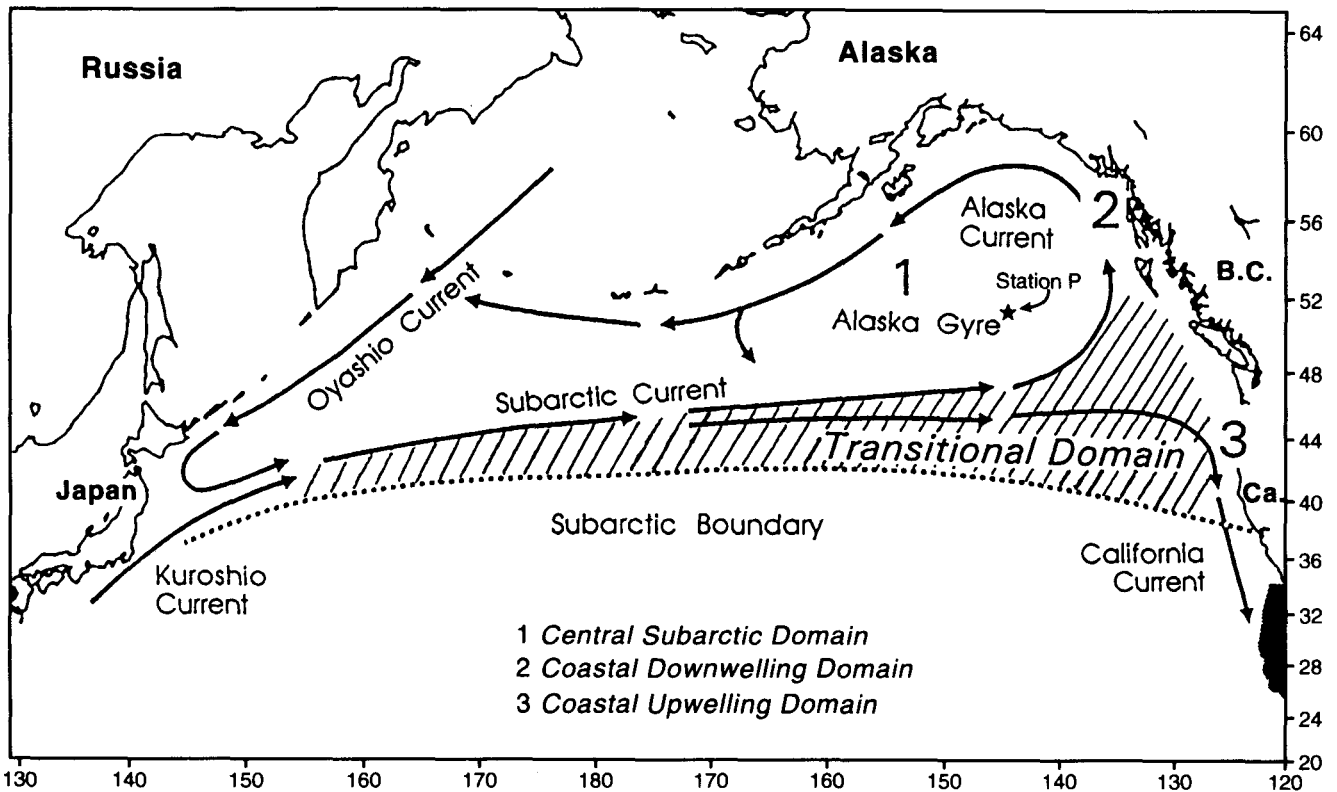 Russia
Alaska
Alaska
Current
2
1
Station P
B.C.
Alaska Gyre
Oyashio Current
Subarctic Current
Transitional Domain
3
Japan
Ca
Subarctic Boundary
Kuroshio
Current
California
Current
1 Central Subarctic Domain
2 Coastal Downwelling Domain
3 Coastal Upwelling Domain
64
60
56
52
48
44
40
36
32
28
24
20
130 140 150 160 170 180 170 160 150 140 130 120